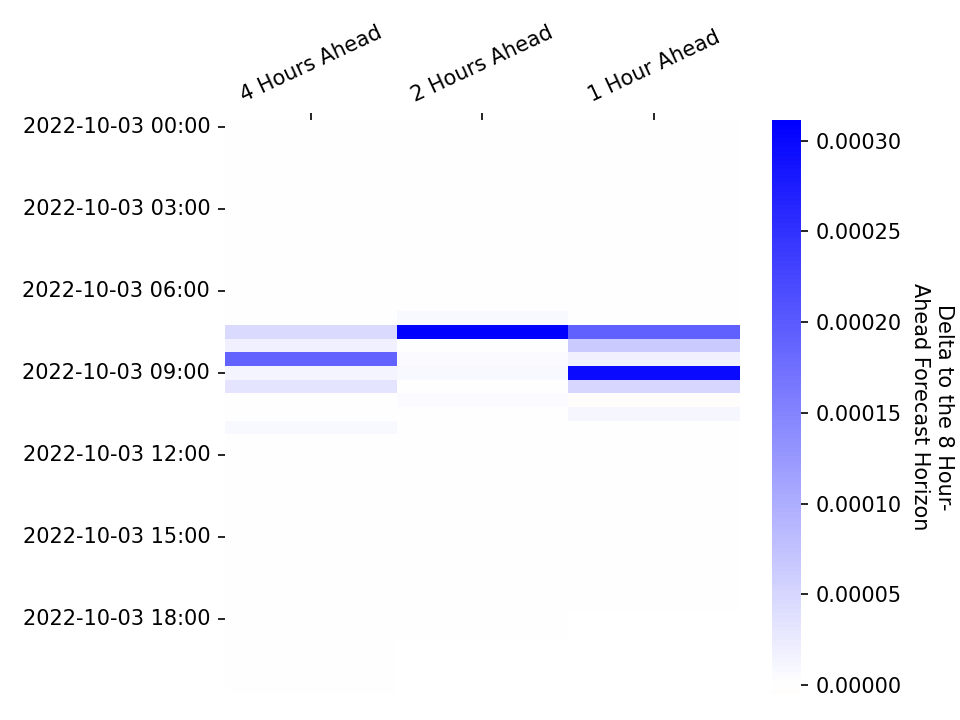 4 Hours Ahead
2 Hours Ahead
1 Hour Ahead
2022-10-03 00:00
2022-10-03 03:00
2022-10-03 06:00
2022-10-03 09:00
2022-10-03 12:00
2022-10-03 15:00
2022-10-03 18:00
0.00030
0.00025
0.00020
0.00015
0.00010
0.00005
0.00000
Delta to the 8 Hour-
Ahead Forecast Horizon